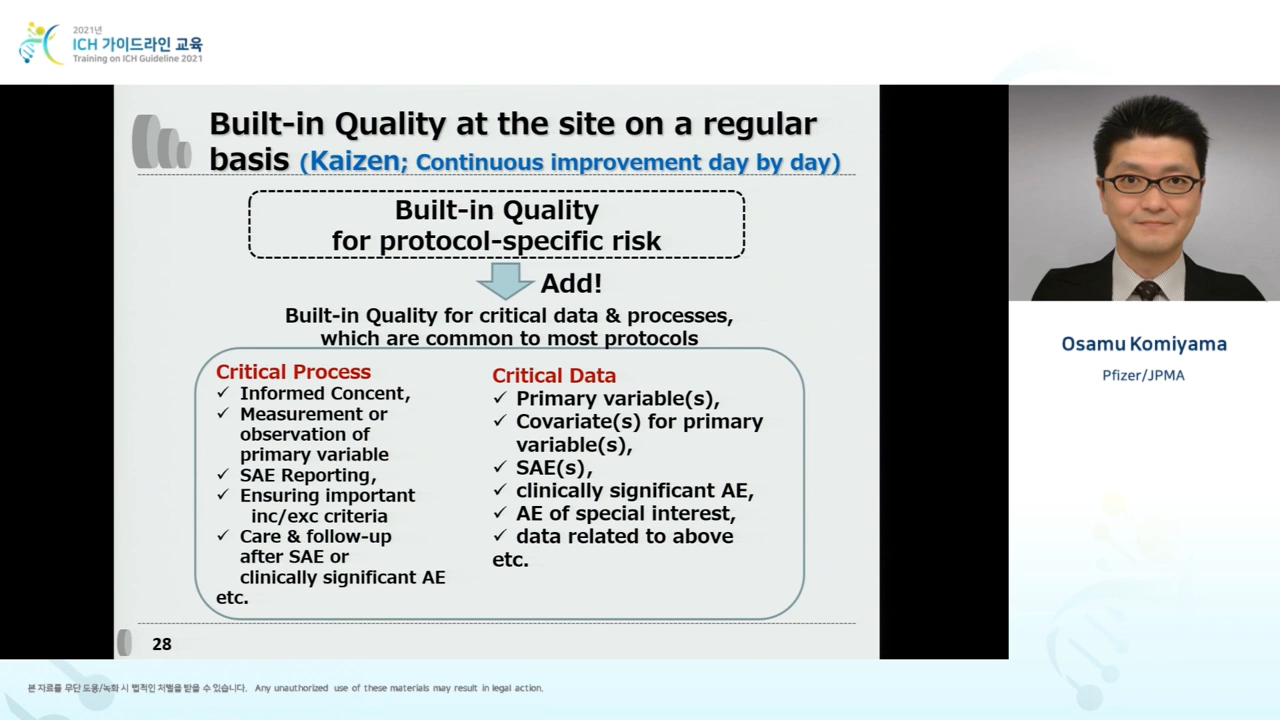 2021년
ICH 가이드라인 교육
Training on ICH Guideline 2021
Built-in Quality at the site on a regular
basis (Kaizen; Continuous improvement day by day)
Built-in Quality
for protocol-specific risk
Add!
Built-in Quality for critical data & processes,
which are common to most protocols
Critical Process
✓ Informed Concent,
✓ Measurement or
observation of
primary variable
✓ SAE Reporting,
✓ Ensuring important
inc/exc criteria
✓ Care & follow-up
after SAE or
clinically significant AE
etc.
Critical Data
✓ Primary variable(s),
✓ Covariate(s) for primary
variable(s),
✓ SAE(s),
✓ clinically significant AE,
✓ AE of special interest,
✓ data related to above
etc.
28
Osamu Komiyama
Pfizer/JPMA
본 자료를 무단 도용/녹화 시 법적인 처벌을 받을 수 있습니다. Any unauthorized use of these materials may result in legal action.